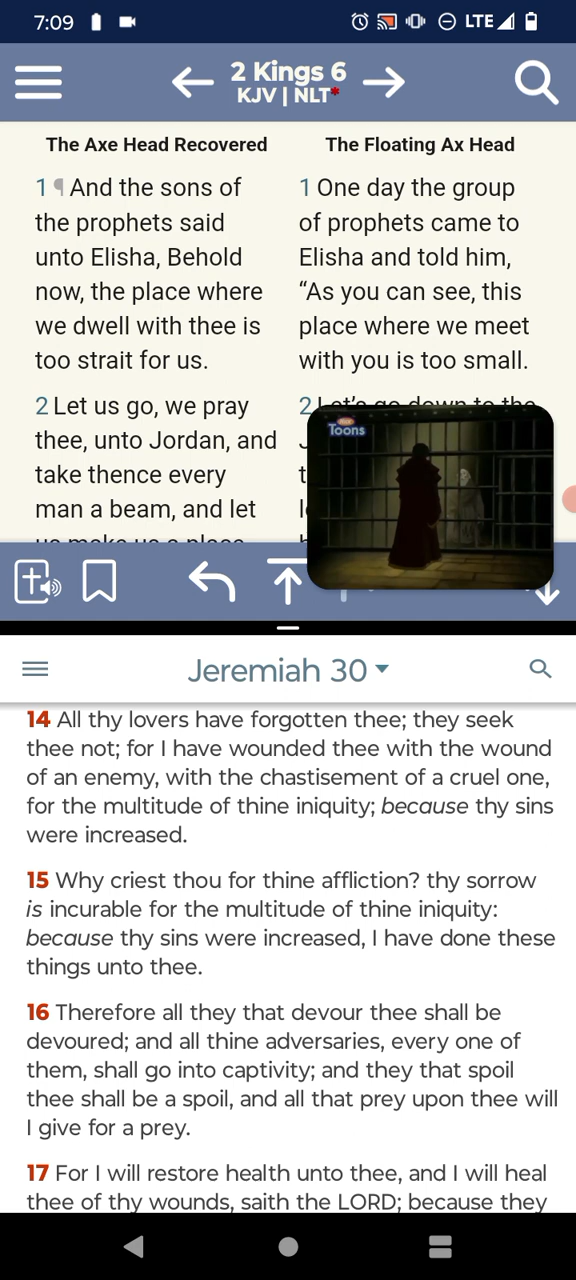 7:09
LTE
2 Kings 6
KJV | NLT*
The Axe Head Recovered
1 ¶ And the sons of
the prophets said
unto Elisha, Behold
now, the place where
we dwell with thee is
too strait for us.
2 Let us go, we pray
thee, unto Jordan, and
take thence every
man a beam, and let
us make us a place
The Floating Ax Head
1 One day the group
of prophets came to
Elisha and told him,
“As you can see, this
place where we meet
with you is too small.
2 Let’s go down to the
Toons
Jeremiah 30
14 All thy lovers have forgotten thee; they seek
thee not; for I have wounded thee with the wound
of an enemy, with the chastisement of a cruel one,
for the multitude of thine iniquity; because thy sins
were increased.
15 Why criest thou for thine affliction? thy sorrow
is incurable for the multitude of thine iniquity:
because thy sins were increased, I have done these
things unto thee.
16 Therefore all they that devour thee shall be
devoured; and all thine adversaries, every one of
them, shall go into captivity; and they that spoil
thee shall be a spoil, and all that prey upon thee will
I give for a prey.
17 For I will restore health unto thee, and I will heal
thee of thy wounds, saith the LORD; because they